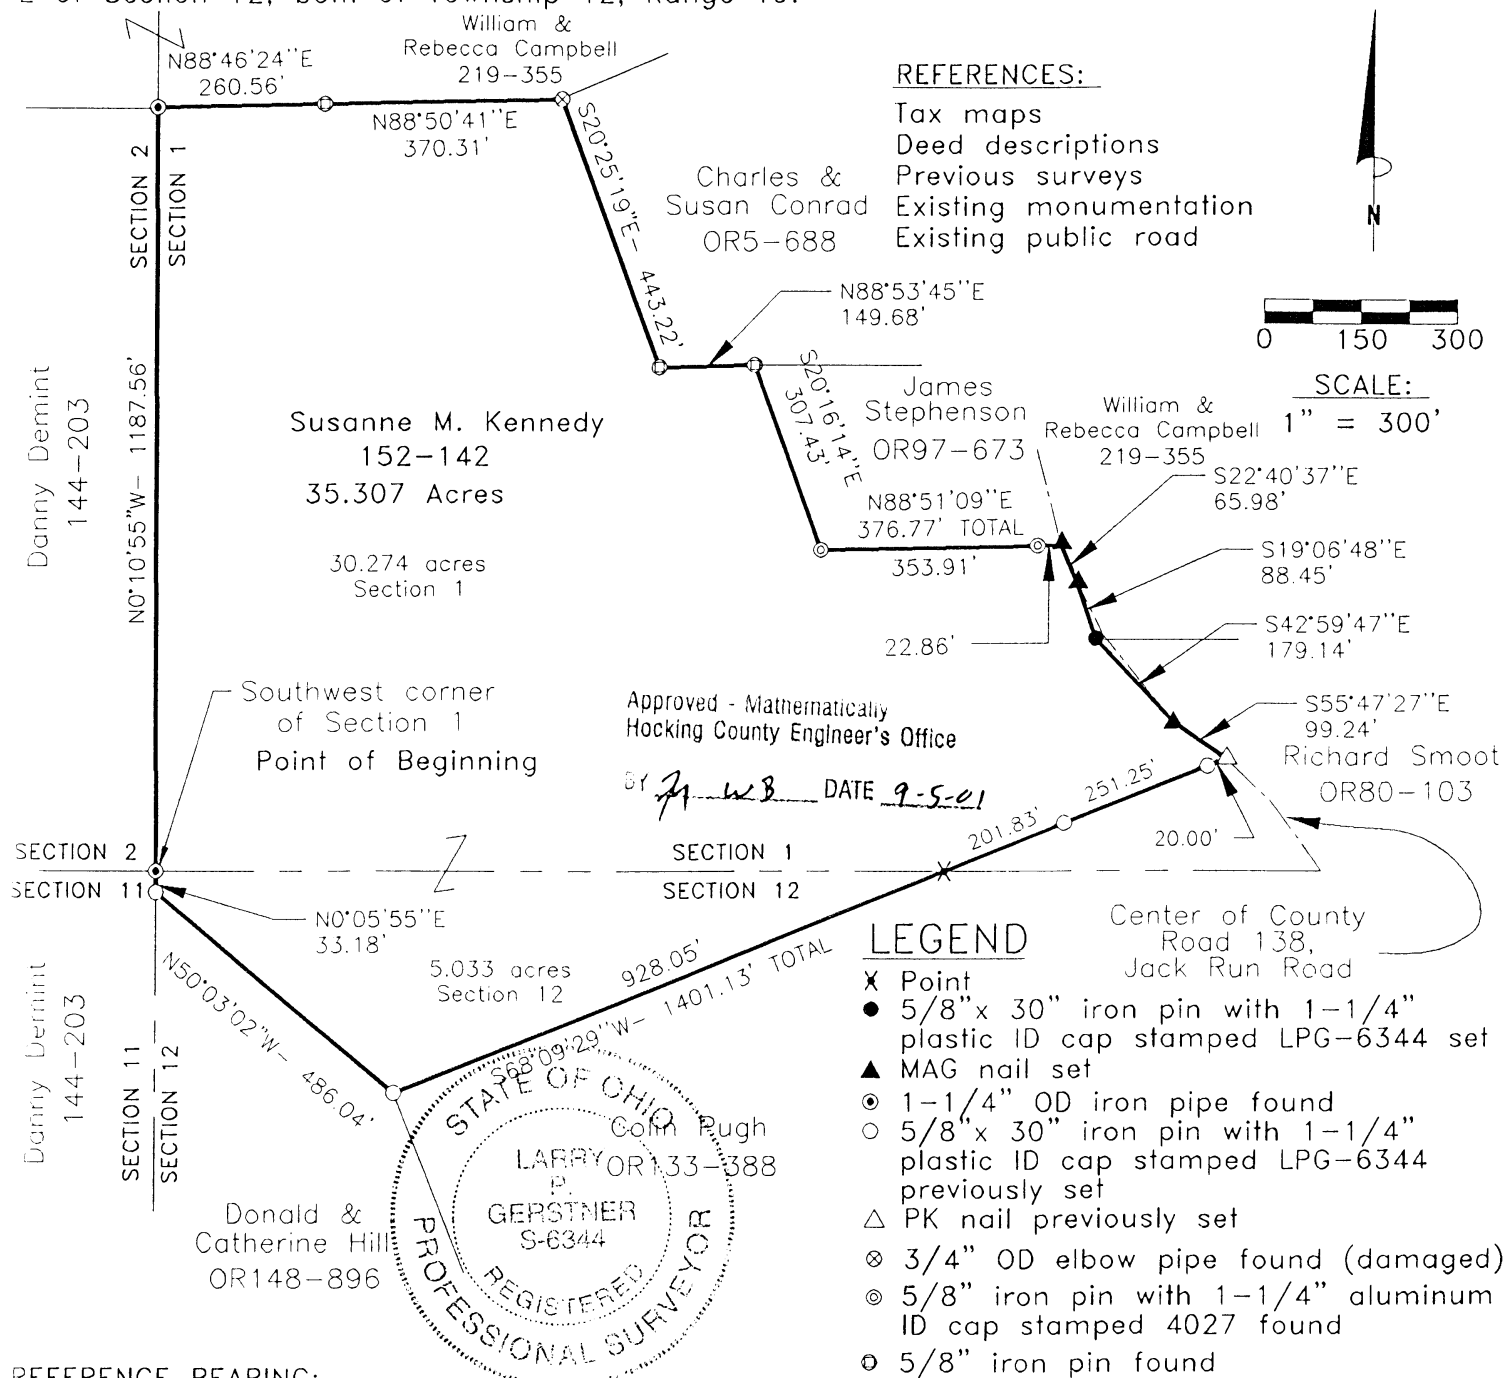 E of Section 12, both of Township 12, Range 16.
William &
Rebecca Campbell
219-355
N88°46'24"E
260.56'
N88°50'41"E
370.31'
SECTION 2
SECTION 1
S20°25'19"E- 443.22'
Charles &
Susan Conrad
OR5-688
REFERENCES:
Tax maps
Deed descriptions
Previous surveys
Existing monumentation
Existing public road
N
0 150 300
SCALE:
1" = 300'
N88°53'45"E
149.68'
S20°16'14"E
307.43'
James
Stephenson
OR97-673
William &
Rebecca Campbell
219-355
N88°51'09"E
376.77' TOTAL
353.91'
22.86'
S22°40'37"E
65.98'
S19°06'48"E
88.45'
S42°59'47"E
179.14'
S55°47'27"E
99.24'
Richard Smoot
OR80-103
Danny Demint
144-203
N0°10'55"W- 1187.56'
Susanne M. Kennedy
152-142
35.307 Acres
30.274 acres
Section 1
Southwest corner
of Section 1
Point of Beginning
Approved - Mathematically
Hocking County Engineer's Office
BY WB DATE 9-5-01
251.25'
201.83'
20.00'
SECTION 2
SECTION 11
SECTION 1
SECTION 12
N0°05'55"E
33.18'
Center of County
Road 138,
Jack Run Road
5.033 acres
Section 12
928.05'
S68°09'29"W- 1401.13' TOTAL
N50°03'02"W- 486.04'
Danny Demint
144-203
SECTION 11
SECTION 12
Donald &
Catherine Hill
OR148-896
Colin Pugh
OR133-388
STATE OF OHIO
LARRY
P.
GERSTNER
S-6344
REGISTERED
PROFESSIONAL SURVEYOR
LEGEND
Point
5/8"x 30" iron pin with 1-1/4"
plastic ID cap stamped LPG-6344 set
MAG nail set
1-1/4" OD iron pipe found
5/8"x 30" iron pin with 1-1/4"
plastic ID cap stamped LPG-6344
previously set
PK nail previously set
3/4" OD elbow pipe found (damaged)
5/8" iron pin with 1-1/4" aluminum
ID cap stamped 4027 found
5/8" iron pin found
REFERENCE BEARING: